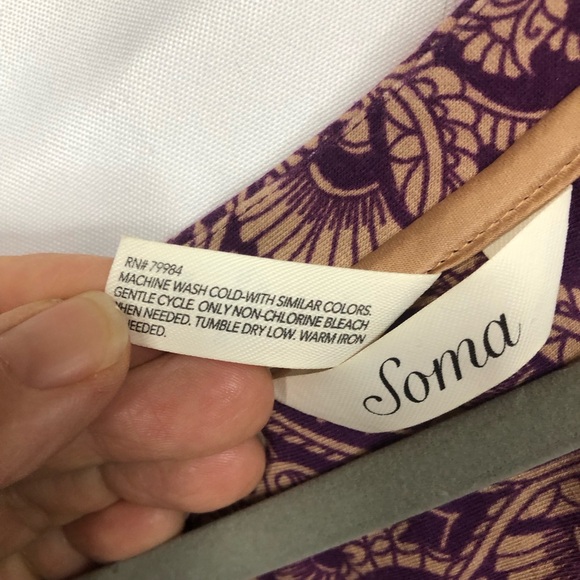 RN# 79984
MACHINE WASH COLD-WITH SIMILAR COLORS.
GENTLE CYCLE. ONLY NON-CHLORINE BLEACH
WHEN NEEDED. TUMBLE DRY LOW. WARM IRON
NEEDED.
Soma